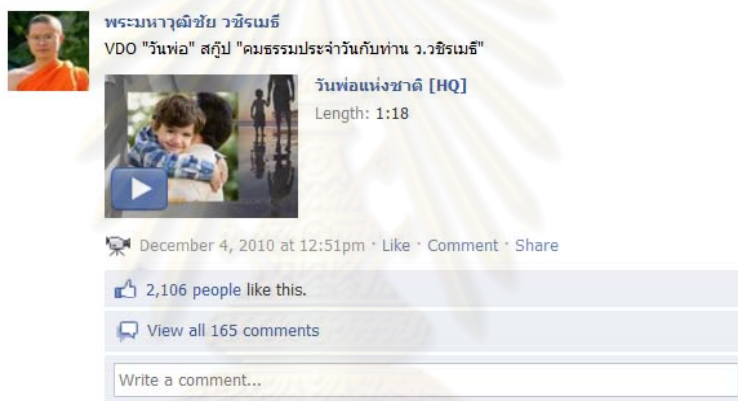 พระมหาวุฒิชัย วชิรเมธี
VDO "วันพ่อ" สกู๊ป "คมธรรมประจำวันกับท่าน ว.วชิรเมธี"
วันพ่อแห่งชาติ [HQ]
Length: 1:18
December 4, 2010 at 12:51pm · Like · Comment · Share
2,106 people like this.
View all 165 comments
Write a comment...